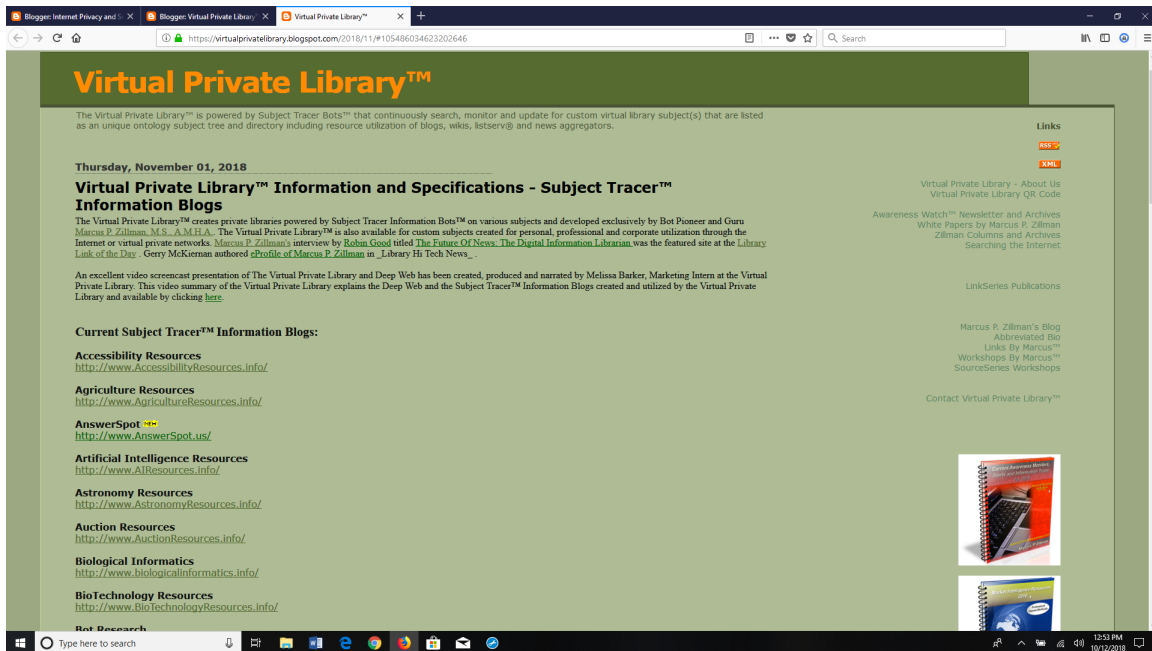 Blogger: Internet Privacy and S
Blogger: Virtual Private Library
Virtual Private Library™
https://virtualprivatelibrary.blogspot.com/2018/11/#105486034623202646
Search
Virtual Private Library™
The Virtual Private Library™ is powered by Subject Tracer Bots™ that continuously search, monitor and update for custom virtual library subject(s) that are listed
as an unique ontology subject tree and directory including resource utilization of blogs, wikis, listserv® and news aggregators.
Thursday, November 01, 2018
Virtual Private Library™ Information and Specifications - Subject Tracer™
Information Blogs
The Virtual Private Library™ creates private libraries powered by Subject Tracer Information Bots™ on various subjects and developed exclusively by Bot Pioneer and Guru
Marcus P. Zillman, M.S., A.M.H.A.. The Virtual Private Library™ is also available for custom subjects created for personal, professional and corporate utilization through the
Internet or virtual private networks. Marcus P. Zillman's interview by Robin Good titled The Future Of News: The Digital Information Librarian was the featured site at the Library
Link of the Day . Gerry McKiernan authored eProfile of Marcus P. Zillman in _Library Hi Tech News_ .
An excellent video screencast presentation of The Virtual Private Library and Deep Web has been created, produced and narrated by Melissa Barker, Marketing Intern at the Virtual
Private Library. This video summary of the Virtual Private Library explains the Deep Web and the Subject Tracer™ Information Blogs created and utilized by the Virtual Private
Library and available by clicking here.
Current Subject Tracer™ Information Blogs:
Accessibility Resources
http://www.AccessibilityResources.info/
Agriculture Resources
http://www.AgricultureResources.info/
AnswerSpot NEW
http://www.AnswerSpot.us/
Artificial Intelligence Resources
http://www.AIResources.info/
Astronomy Resources
http://www.AstronomyResources.info/
Auction Resources
http://www.AuctionResources.info/
Biological Informatics
http://www.biologicalinformatics.info/
BioTechnology Resources
http://www.BioTechnologyResources.info/
Bot Research
Links
RSS
XML
Virtual Private Library - About Us
Virtual Private Library QR Code
Awareness Watch™ Newsletter and Archives
White Papers by Marcus P. Zillman
Zillman Columns and Archives
Searching the Internet
LinkSeries Publications
Marcus P. Zillman's Blog
Abbreviated Bio
Links By Marcus™
Workshops By Marcus™
SourceSeries Workshops
Contact Virtual Private Library™
Type here to search
12:53 PM
10/12/2018